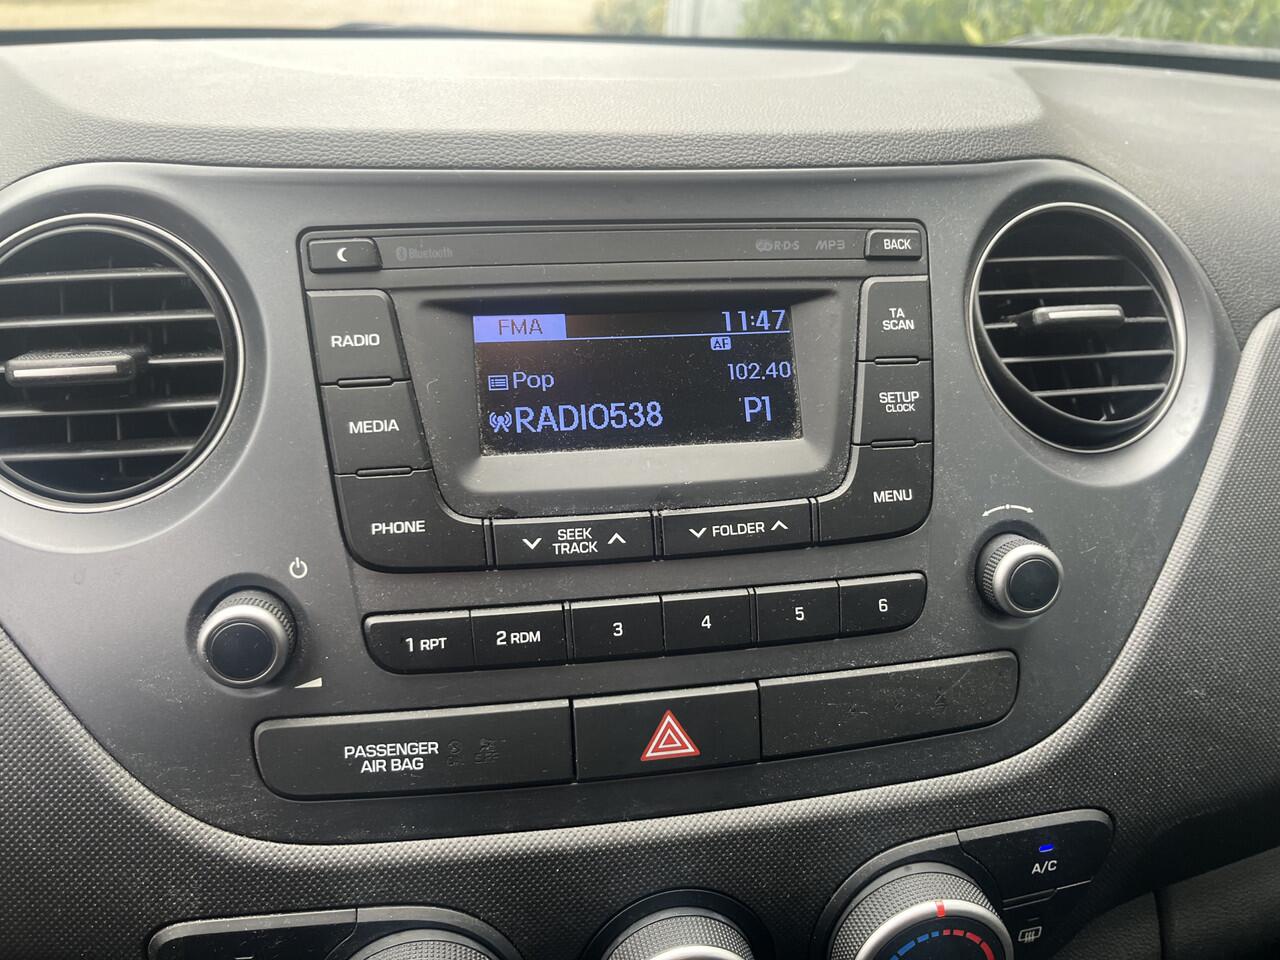 Bluetooth
R·D·S
MP3
BACK
RADIO
FMA
11:47
AF
TA
SCAN
Pop
102.40
MEDIA
RADIO538
P1
SETUP
CLOCK
PHONE
SEEK
TRACK
FOLDER
MENU
1 RPT
2 RDM
3
4
5
6
PASSENGER
AIR BAG
A/C